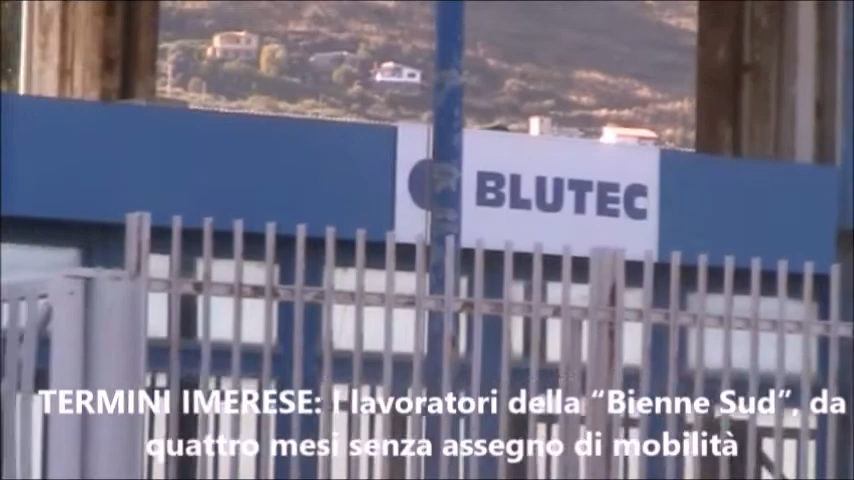 BLUTEC
TERMINI IMERESE: I lavoratori della “Bienne Sud”, da
quattro mesi senza assegno di mobilità